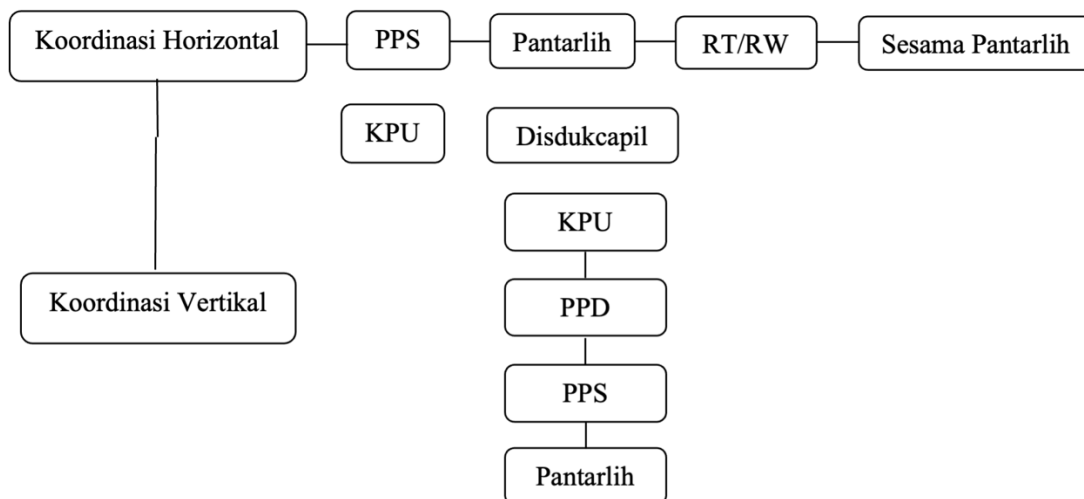 Koordinasi Horizontal
PPS
Pantarlih
RT/RW
Sesama Pantarlih
KPU
Disdukcapil
KPU
Koordinasi Vertikal
PPD
PPS
Pantarlih